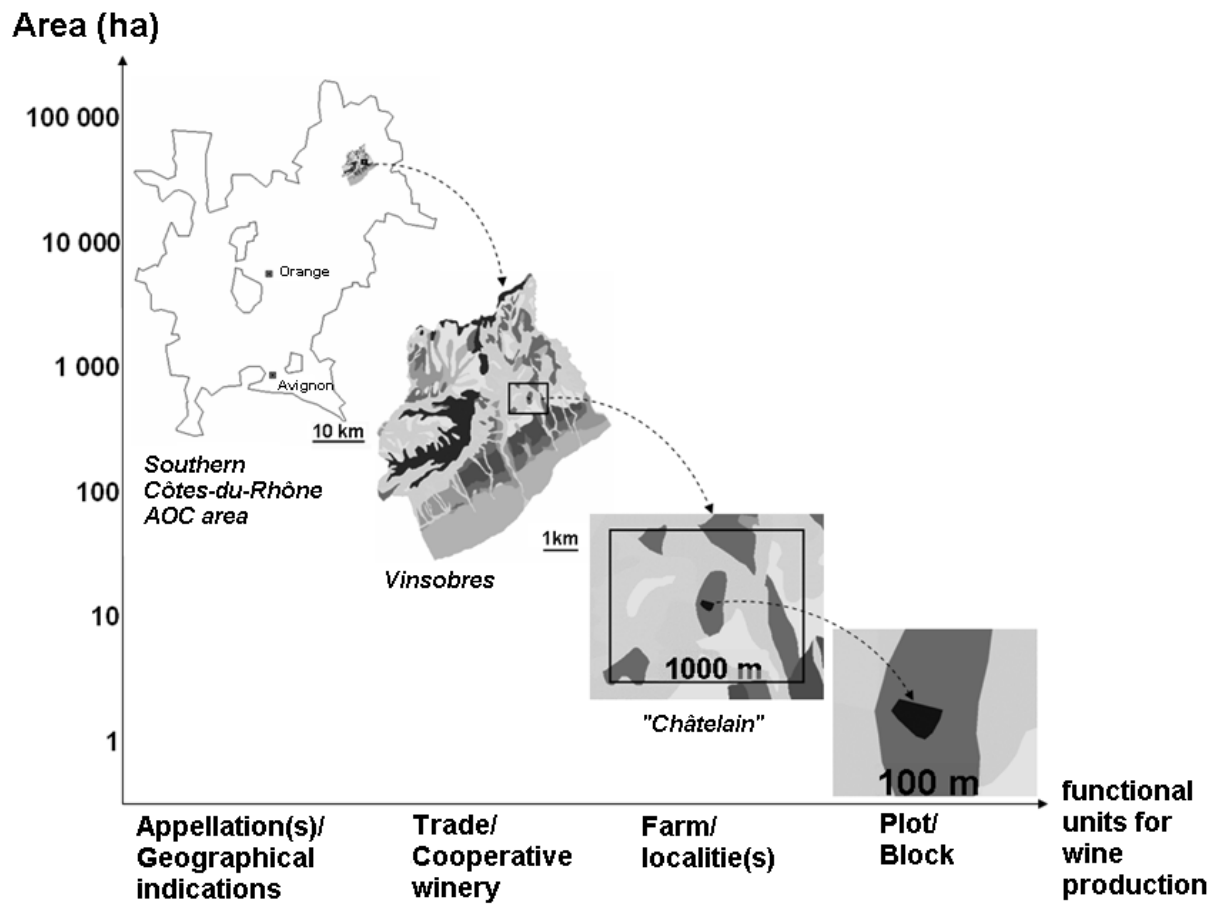 Area (ha)
100 000
10 000
1 000
100
10
1
Orange
Avignon
10 km
Southern
Côtes-du-Rhône
AOC area
1km
Vinsobres
1000 m
"Châtelain"
100 m
Appellation(s)/
Geographical
indications
Trade/
Cooperative
winery
Farm/
localitie(s)
Plot/
Block
functional
units for
wine
production